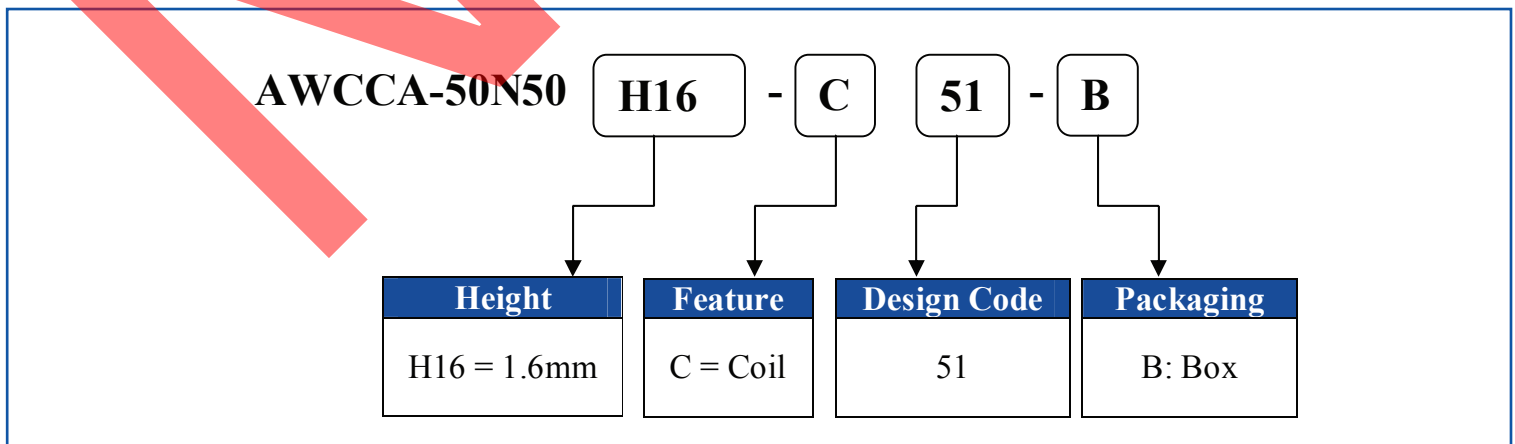 AWCCA-50N50 H16 - C 51 - B
Height Feature Design Code Packaging
H16 = 1.6mm C = Coil 51 B: Box